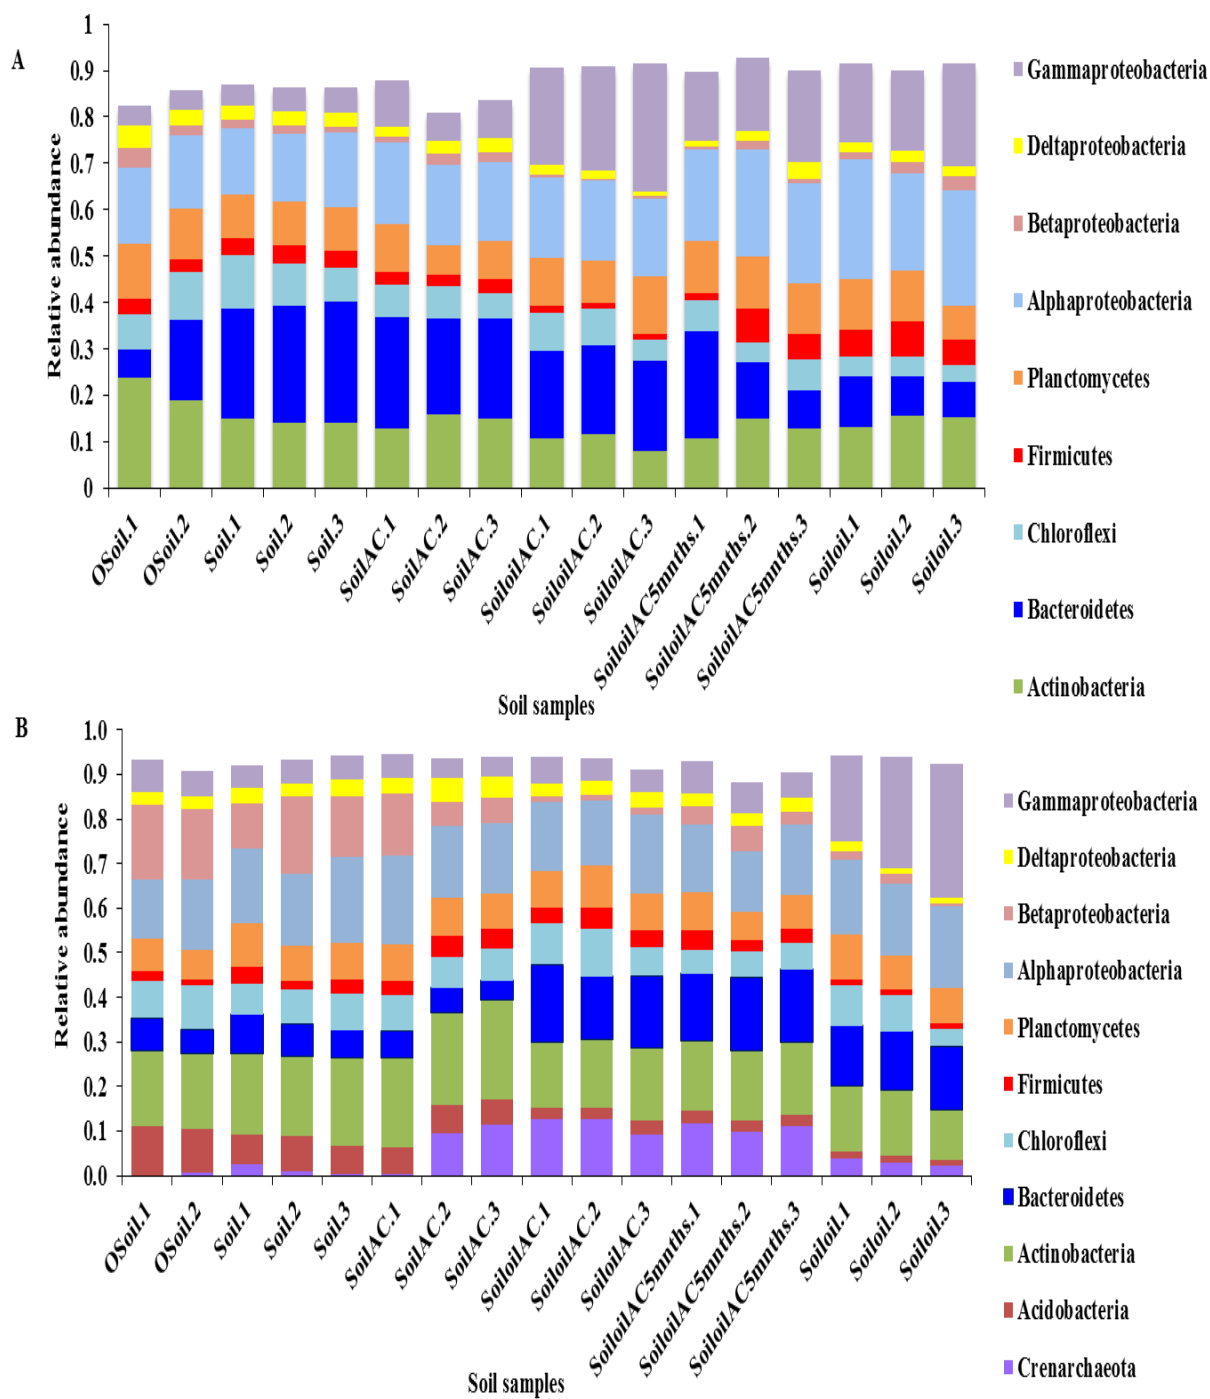 A
Relative abundance
1
0.9
0.8
0.7
0.6
0.5
0.4
0.3
0.2
0.1
0
OSoil.1
OSoil.2
Soil.1
Soil.2
Soil.3
SoilAC.1
SoilAC.2
SoilAC.3
SoiloilAC.1
SoiloilAC.2
SoiloilAC.3
SoiloilAC5mnths.1
SoiloilAC5mnths.2
SoiloilAC5mnths.3
Soiloil.1
Soiloil.2
Soiloil.3
Soil samples
Gammaproteobacteria
Deltaproteobacteria
Betaproteobacteria
Alphaproteobacteria
Planctomycetes
Firmicutes
Chloroflexi
Bacteroidetes
Actinobacteria
B
Relative abundance
1.0
0.9
0.8
0.7
0.6
0.5
0.4
0.3
0.2
0.1
0.0
OSoil.1
OSoil.2
Soil.1
Soil.2
Soil.3
SoilAC.1
SoilAC.2
SoilAC.3
SoiloilAC.1
SoiloilAC.2
SoiloilAC.3
SoiloilAC5mnths.1
SoiloilAC5mnths.2
SoiloilAC5mnths.3
Soiloil.1
Soiloil.2
Soiloil.3
Soil samples
Gammaproteobacteria
Deltaproteobacteria
Betaproteobacteria
Alphaproteobacteria
Planctomycetes
Firmicutes
Chloroflexi
Bacteroidetes
Actinobacteria
Acidobacteria
Crenarchaeota